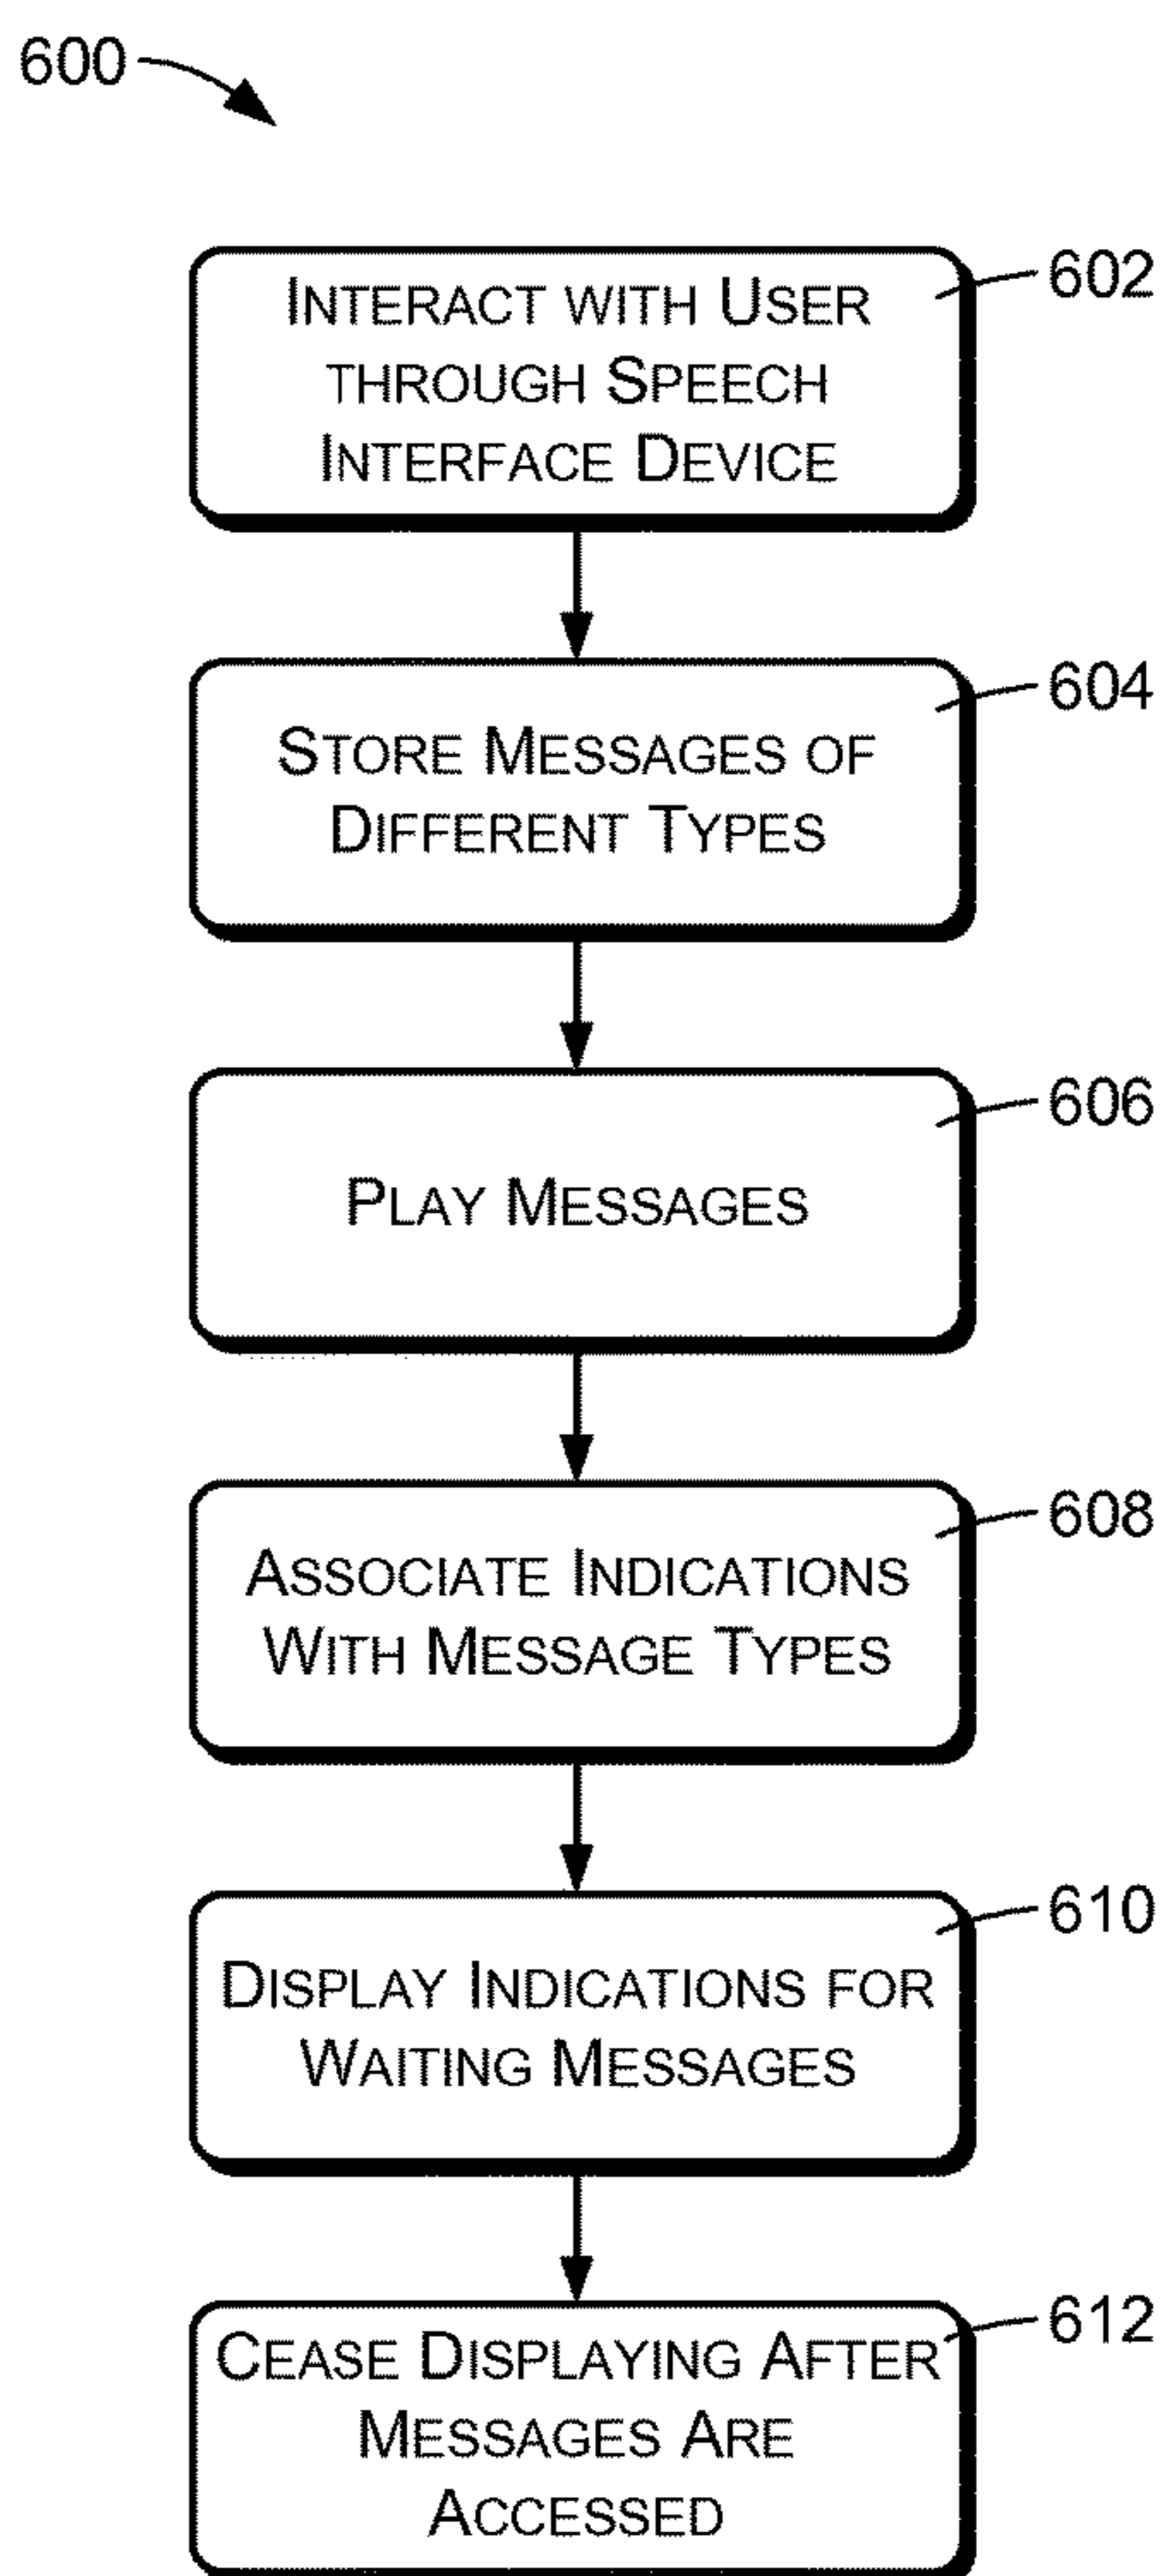 600
INTERACT WITH USER
THROUGH SPEECH
INTERFACE DEVICE
602
STORE MESSAGES OF
DIFFERENT TYPES
604
PLAY MESSAGES
606
ASSOCIATE INDICATIONS
WITH MESSAGE TYPES
608
DISPLAY INDICATIONS FOR
WAITING MESSAGES
610
CEASE DISPLAYING AFTER
MESSAGES ARE
ACCESSED
612